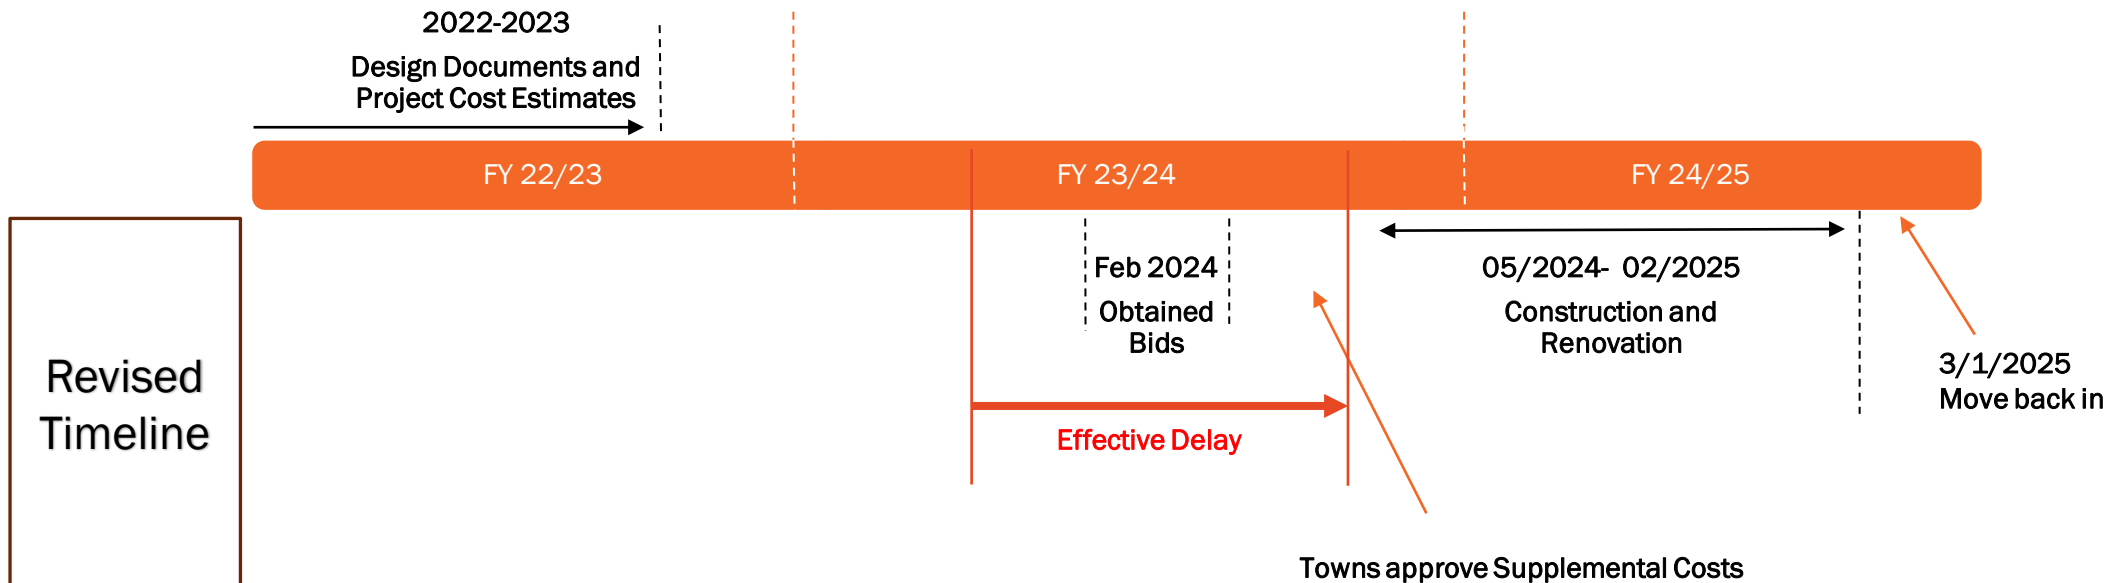 2022-2023
Design Documents and
Project Cost Estimates
FY 22/23
FY 23/24
FY 24/25
Revised
Timeline
Feb 2024
Obtained
Bids
Effective Delay
05/2024- 02/2025
Construction and
Renovation
3/1/2025
Move back in
Towns approve Supplemental Costs